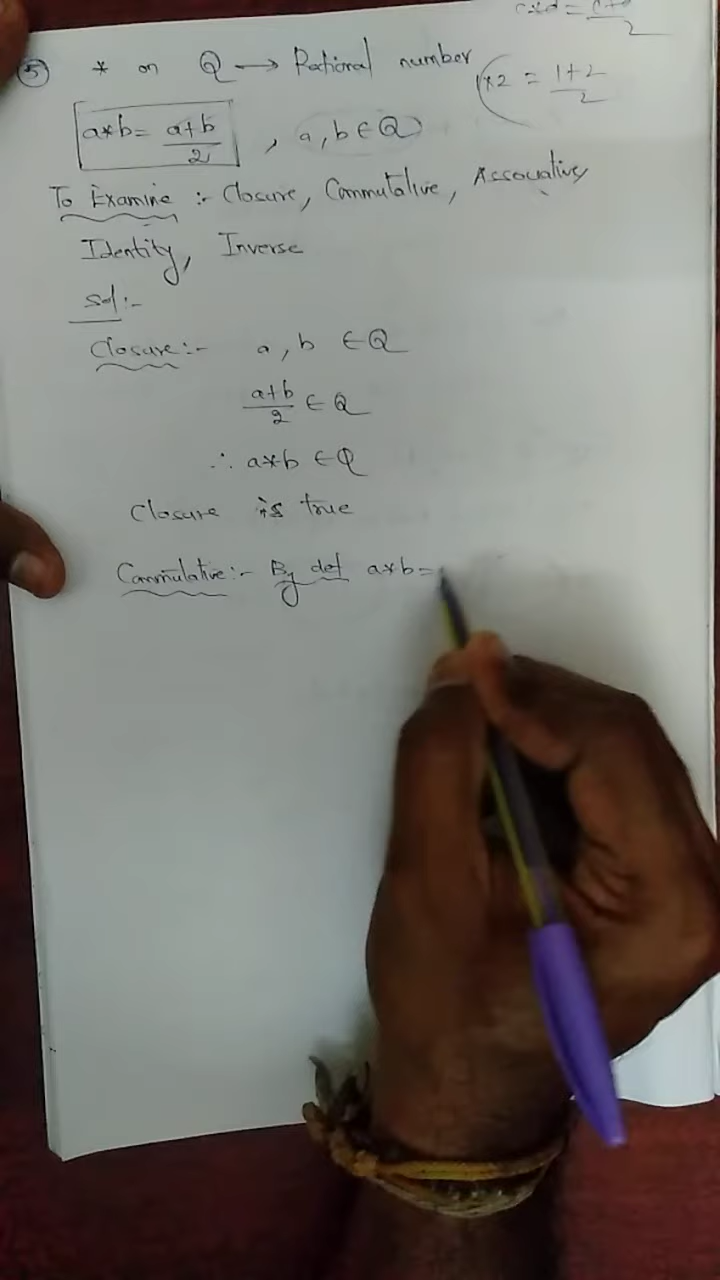 5) * on Q → Rational number
1*2 = 1+2/2
a*b = a+b/2 , a, b ∈ Q
To Examine :- Closure, Commutative, Associative,
Identity, Inverse
Sol:-
Closure:- a, b ∈ Q
a+b/2 ∈ Q
∴ a*b ∈ Q
Closure is true
Commutative:- By def a*b =